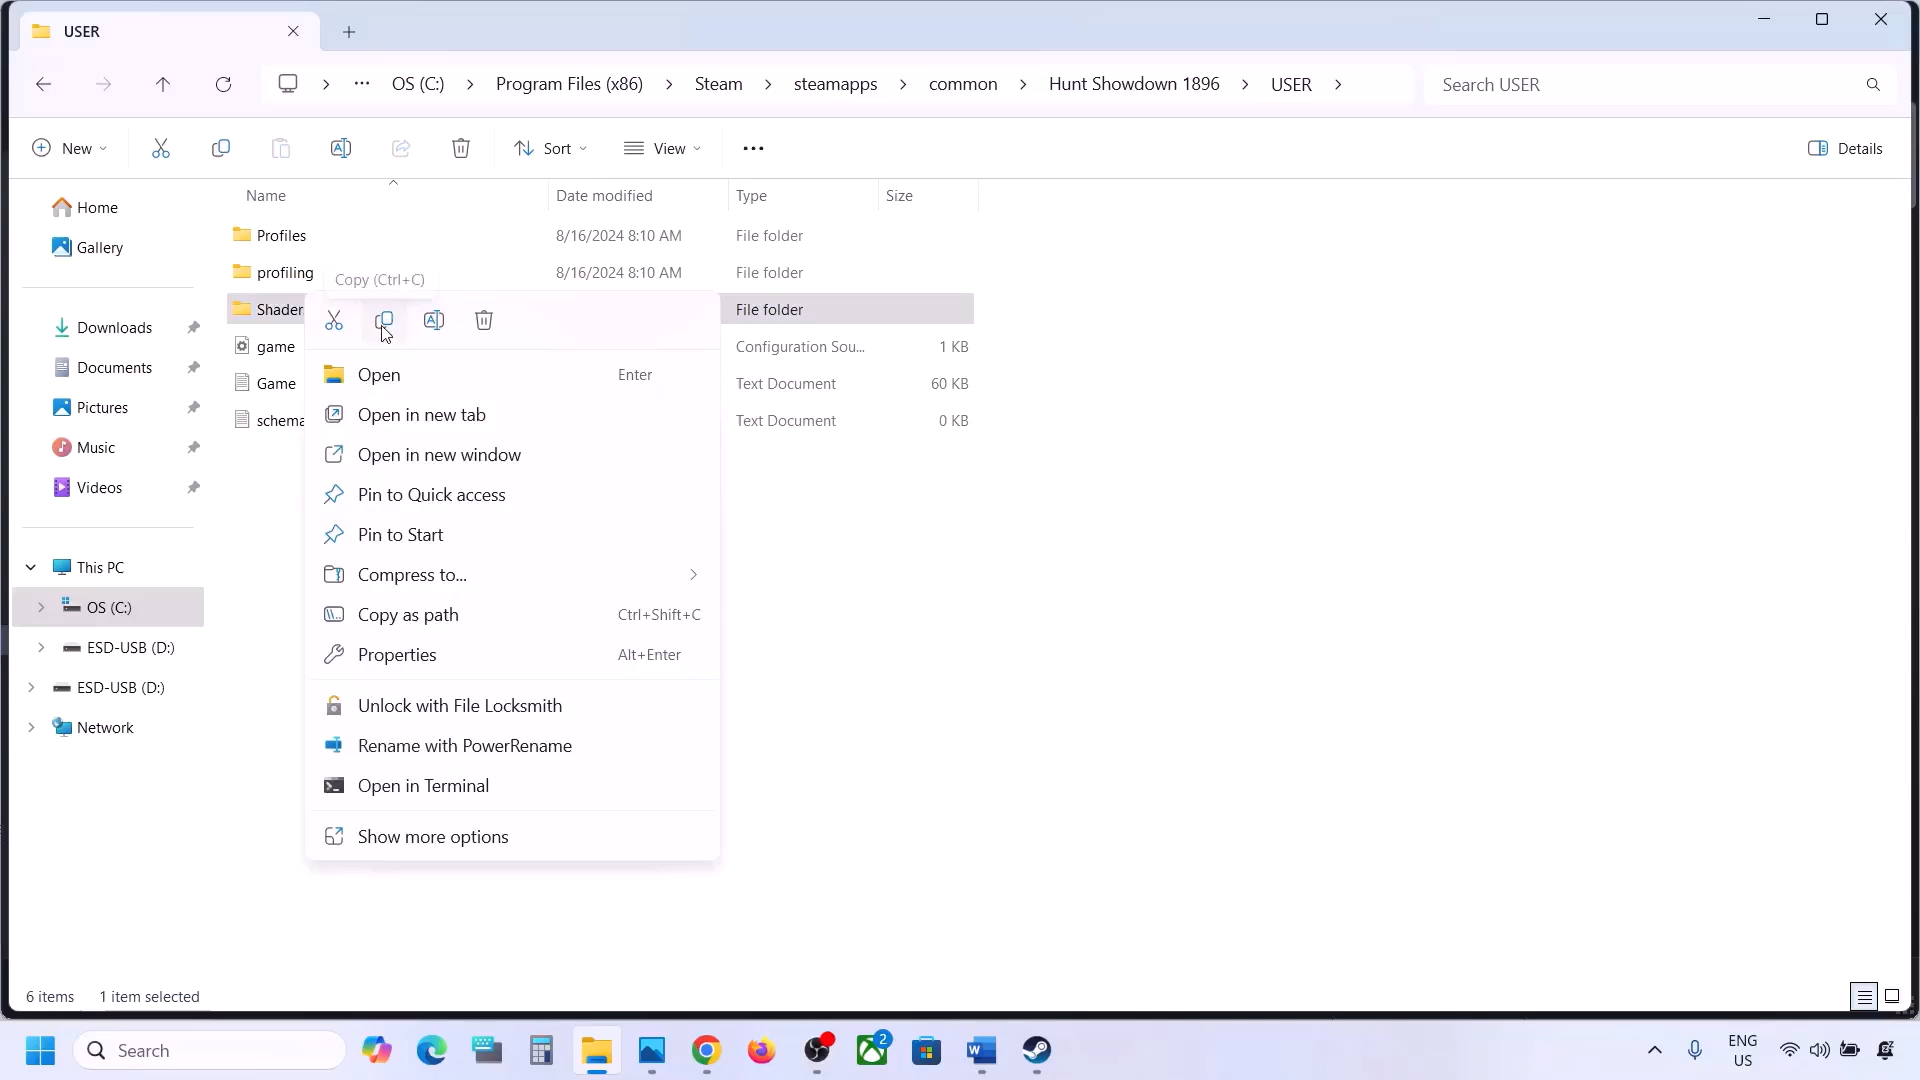 USER
OS (C:) Program Files (x86) Steam steamapps common Hunt Showdown 1896 USER
Search USER
New
Sort
View
Details
Name Date modified Type Size
Home
Gallery
Downloads
Documents
Pictures
Music
Videos
This PC
OS (C:)
ESD-USB (D:)
ESD-USB (D:)
Network
Profiles 8/16/2024 8:10 AM File folder
profiling 8/16/2024 8:10 AM File folder
Copy (Ctrl+C)
Shader File folder
game Configuration Sou... 1 KB
Game Text Document 60 KB
schema Text Document 0 KB
Open Enter
Open in new tab
Open in new window
Pin to Quick access
Pin to Start
Compress to...
Copy as path Ctrl+Shift+C
Properties Alt+Enter
Unlock with File Locksmith
Rename with PowerRename
Open in Terminal
Show more options
6 items 1 item selected
Search
2
ENG
US